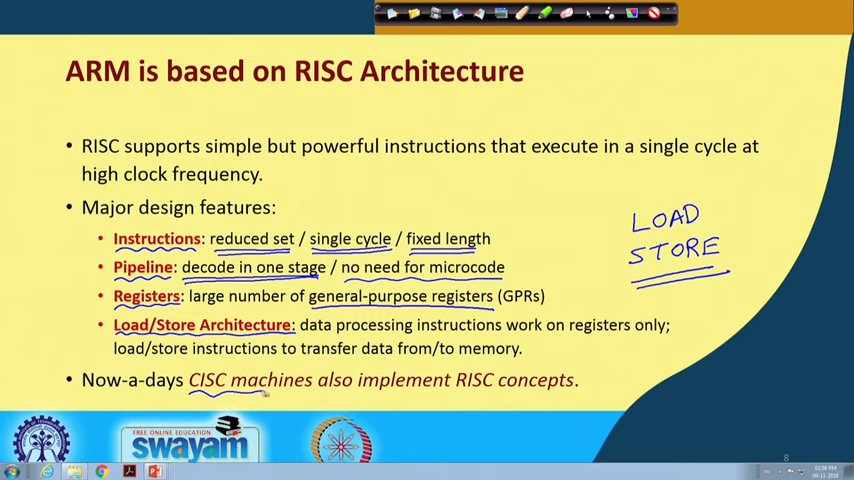 ARM is based on RISC Architecture
• RISC supports simple but powerful instructions that execute in a single cycle at
high clock frequency.
• Major design features:
• Instructions: reduced set / single cycle / fixed length
• Pipeline: decode in one stage / no need for microcode
• Registers: large number of general-purpose registers (GPRs)
• Load/Store Architecture: data processing instructions work on registers only;
load/store instructions to transfer data from/to memory.
• Now-a-days CISC machines also implement RISC concepts.
LOAD
STORE
FREE ONLINE EDUCATION
swayam
8
02:58 PM